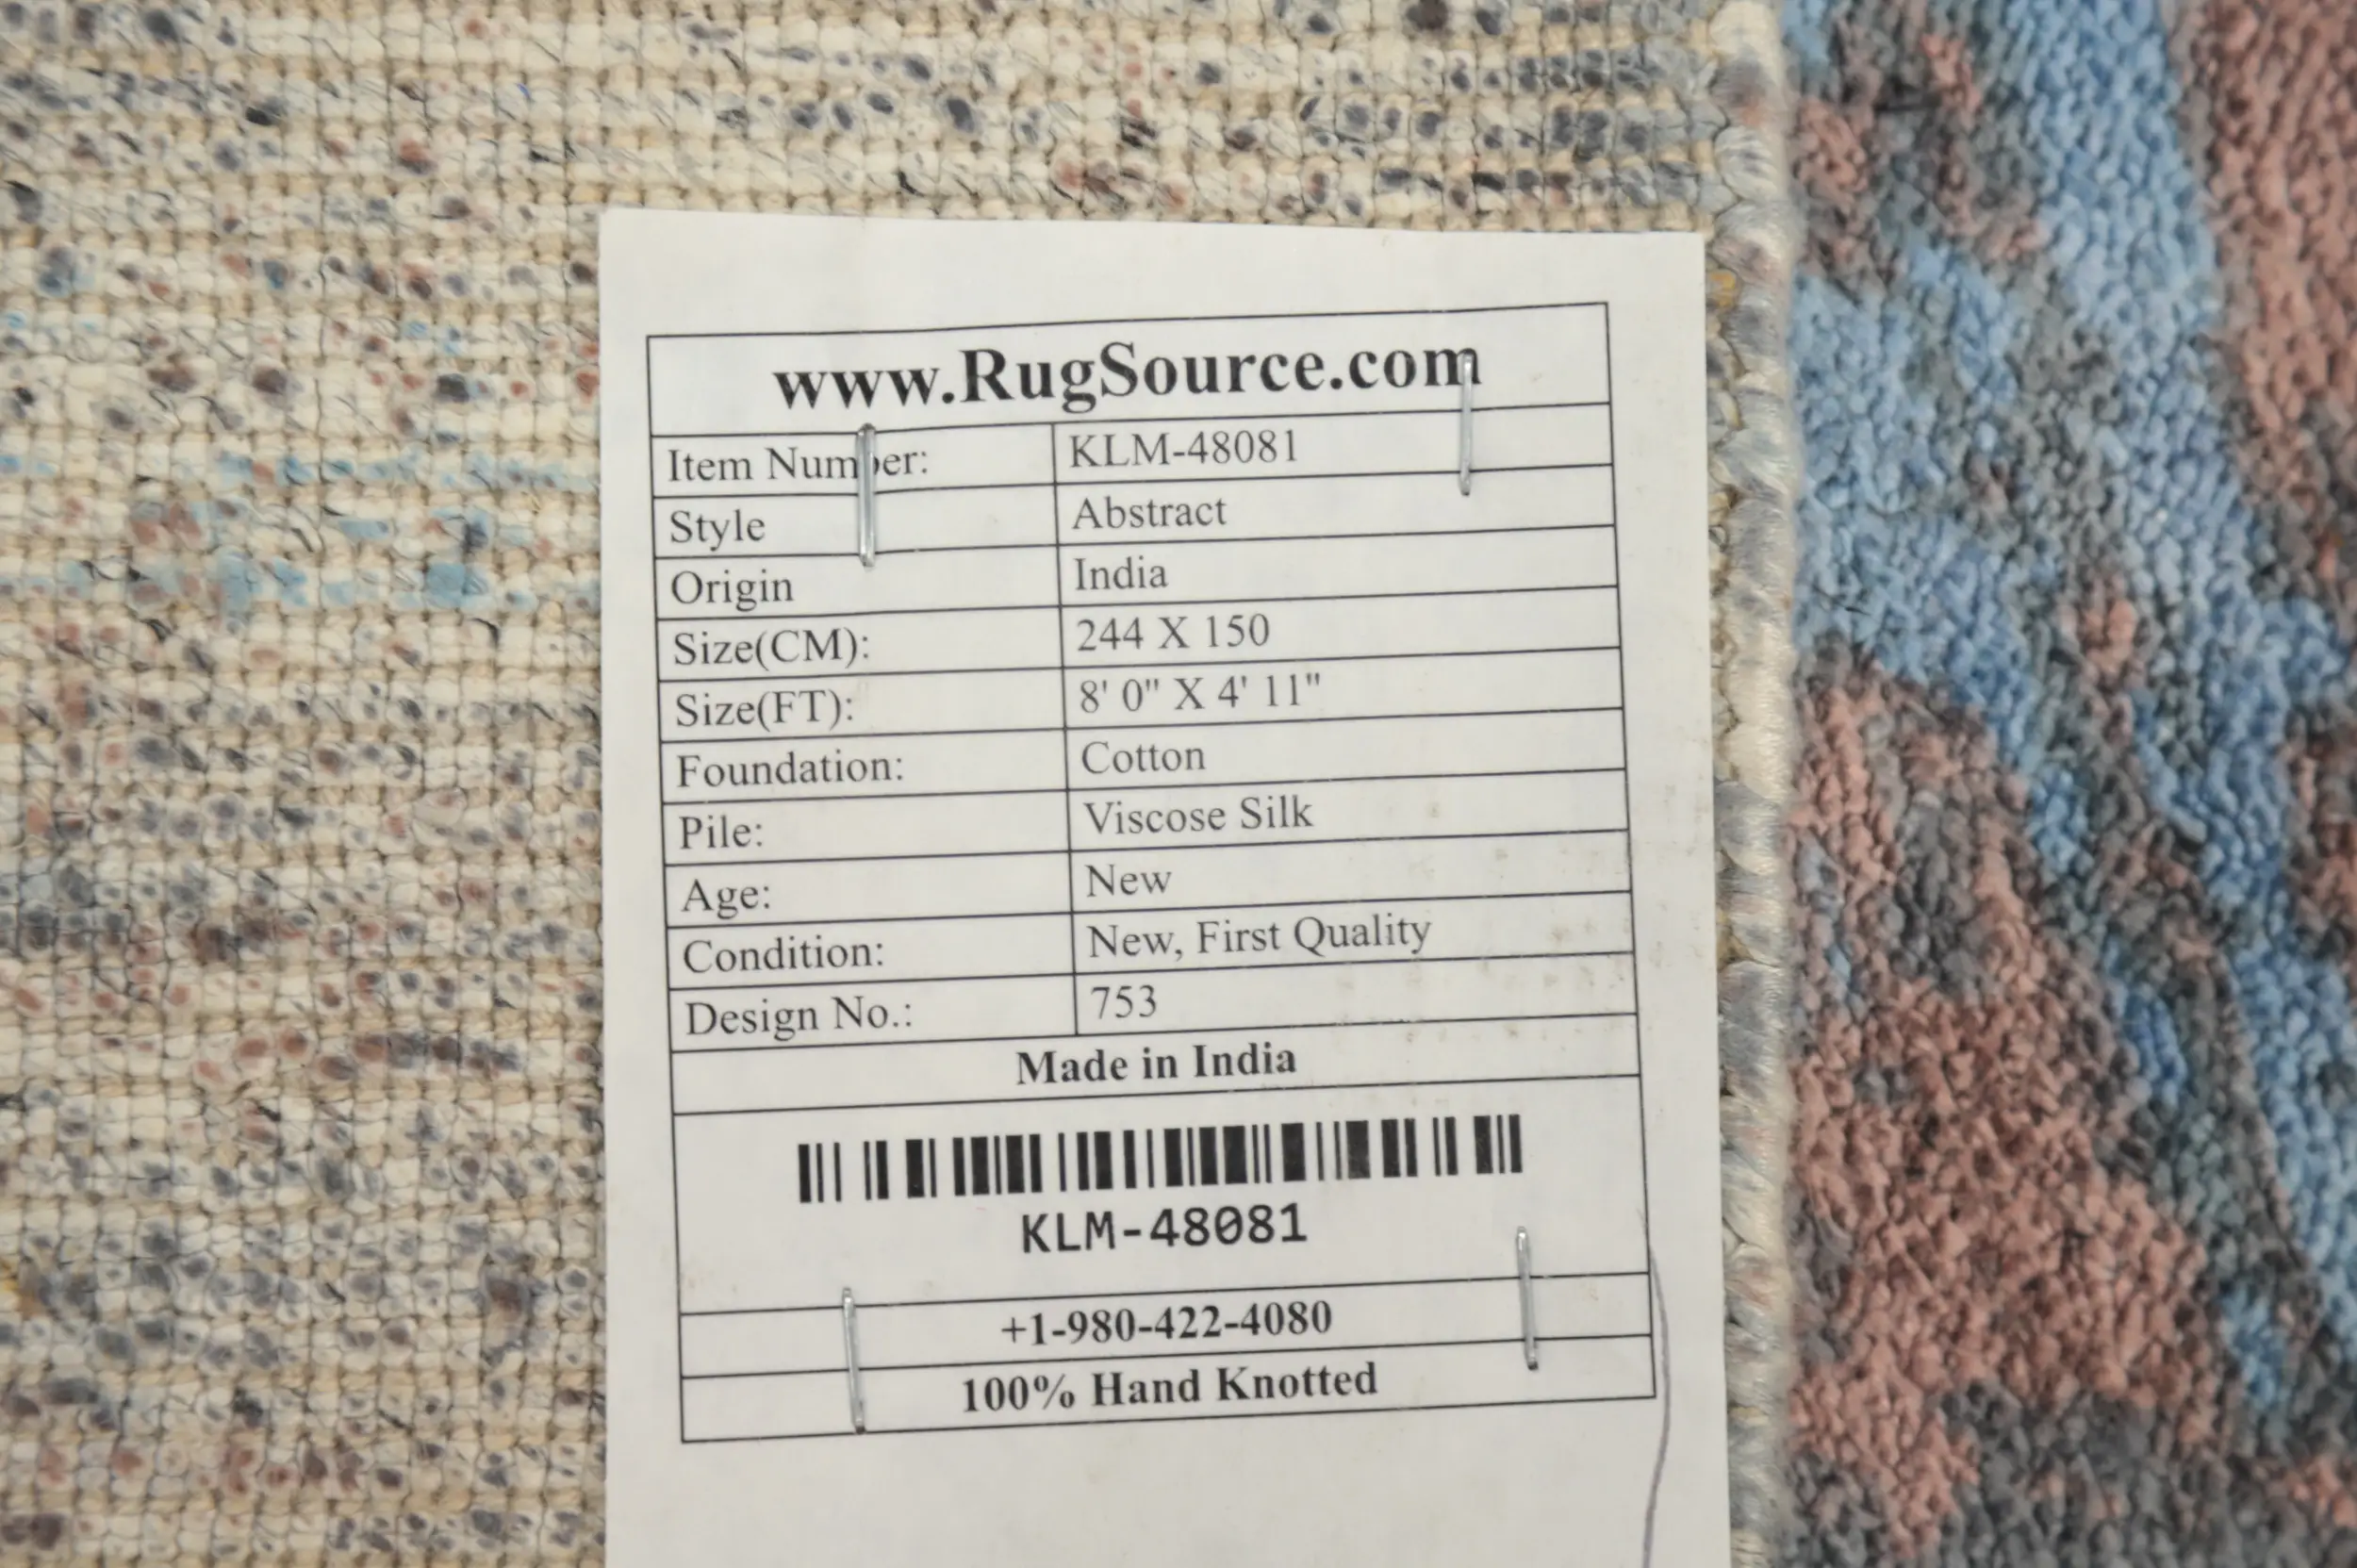 www.RugSource.com
Item Number: KLM-48081
Style Abstract
Origin India
Size(CM): 244 X 150
Size(FT): 8' 0" X 4' 11"
Foundation: Cotton
Pile: Viscose Silk
Age: New
Condition: New, First Quality
Design No.: 753
Made in India
KLM-48081
+1-980-422-4080
100% Hand Knotted